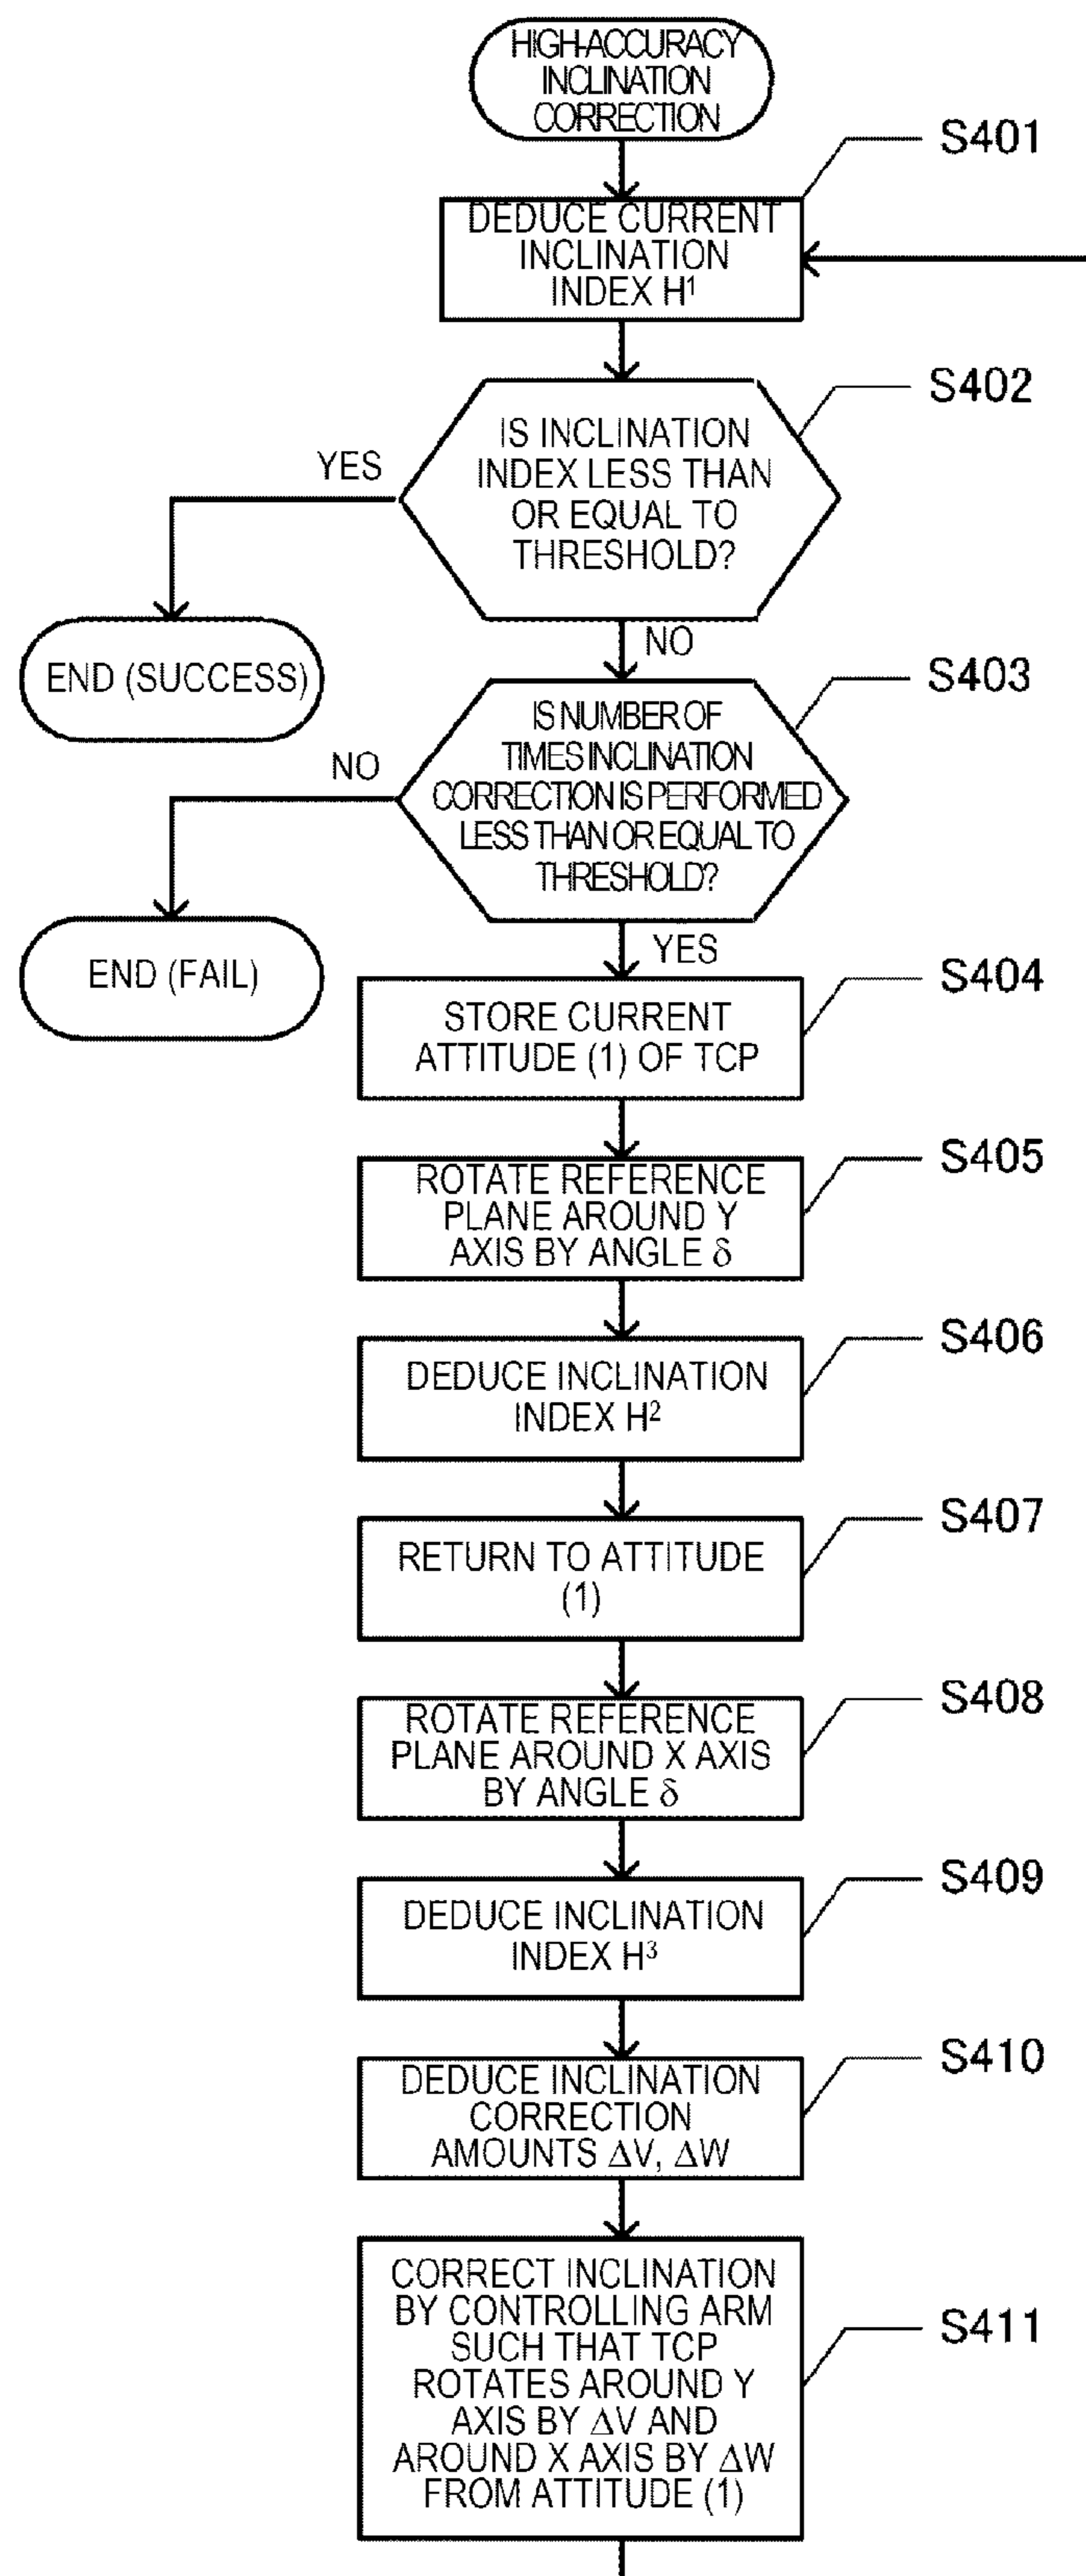 HIGH-ACCURACY
INCLINATION
CORRECTION
S401
DEDUCE CURRENT
INCLINATION
INDEX H¹
S402
IS INCLINATION
INDEX LESS THAN
OR EQUAL TO
THRESHOLD?
YES
END (SUCCESS)
NO
S403
IS NUMBER OF
TIMES INCLINATION
CORRECTION IS PERFORMED
LESS THAN OR EQUAL TO
THRESHOLD?
NO
END (FAIL)
YES
S404
STORE CURRENT
ATTITUDE (1) OF TCP
S405
ROTATE REFERENCE
PLANE AROUND Y
AXIS BY ANGLE δ
S406
DEDUCE INCLINATION
INDEX H²
S407
RETURN TO ATTITUDE
(1)
S408
ROTATE REFERENCE
PLANE AROUND X AXIS
BY ANGLE δ
S409
DEDUCE INCLINATION
INDEX H³
S410
DEDUCE INCLINATION
CORRECTION
AMOUNTS ΔV, ΔW
S411
CORRECT INCLINATION
BY CONTROLLING ARM
SUCH THAT TCP
ROTATES AROUND Y
AXIS BY ΔV AND
AROUND X AXIS BY ΔW
FROM ATTITUDE (1)